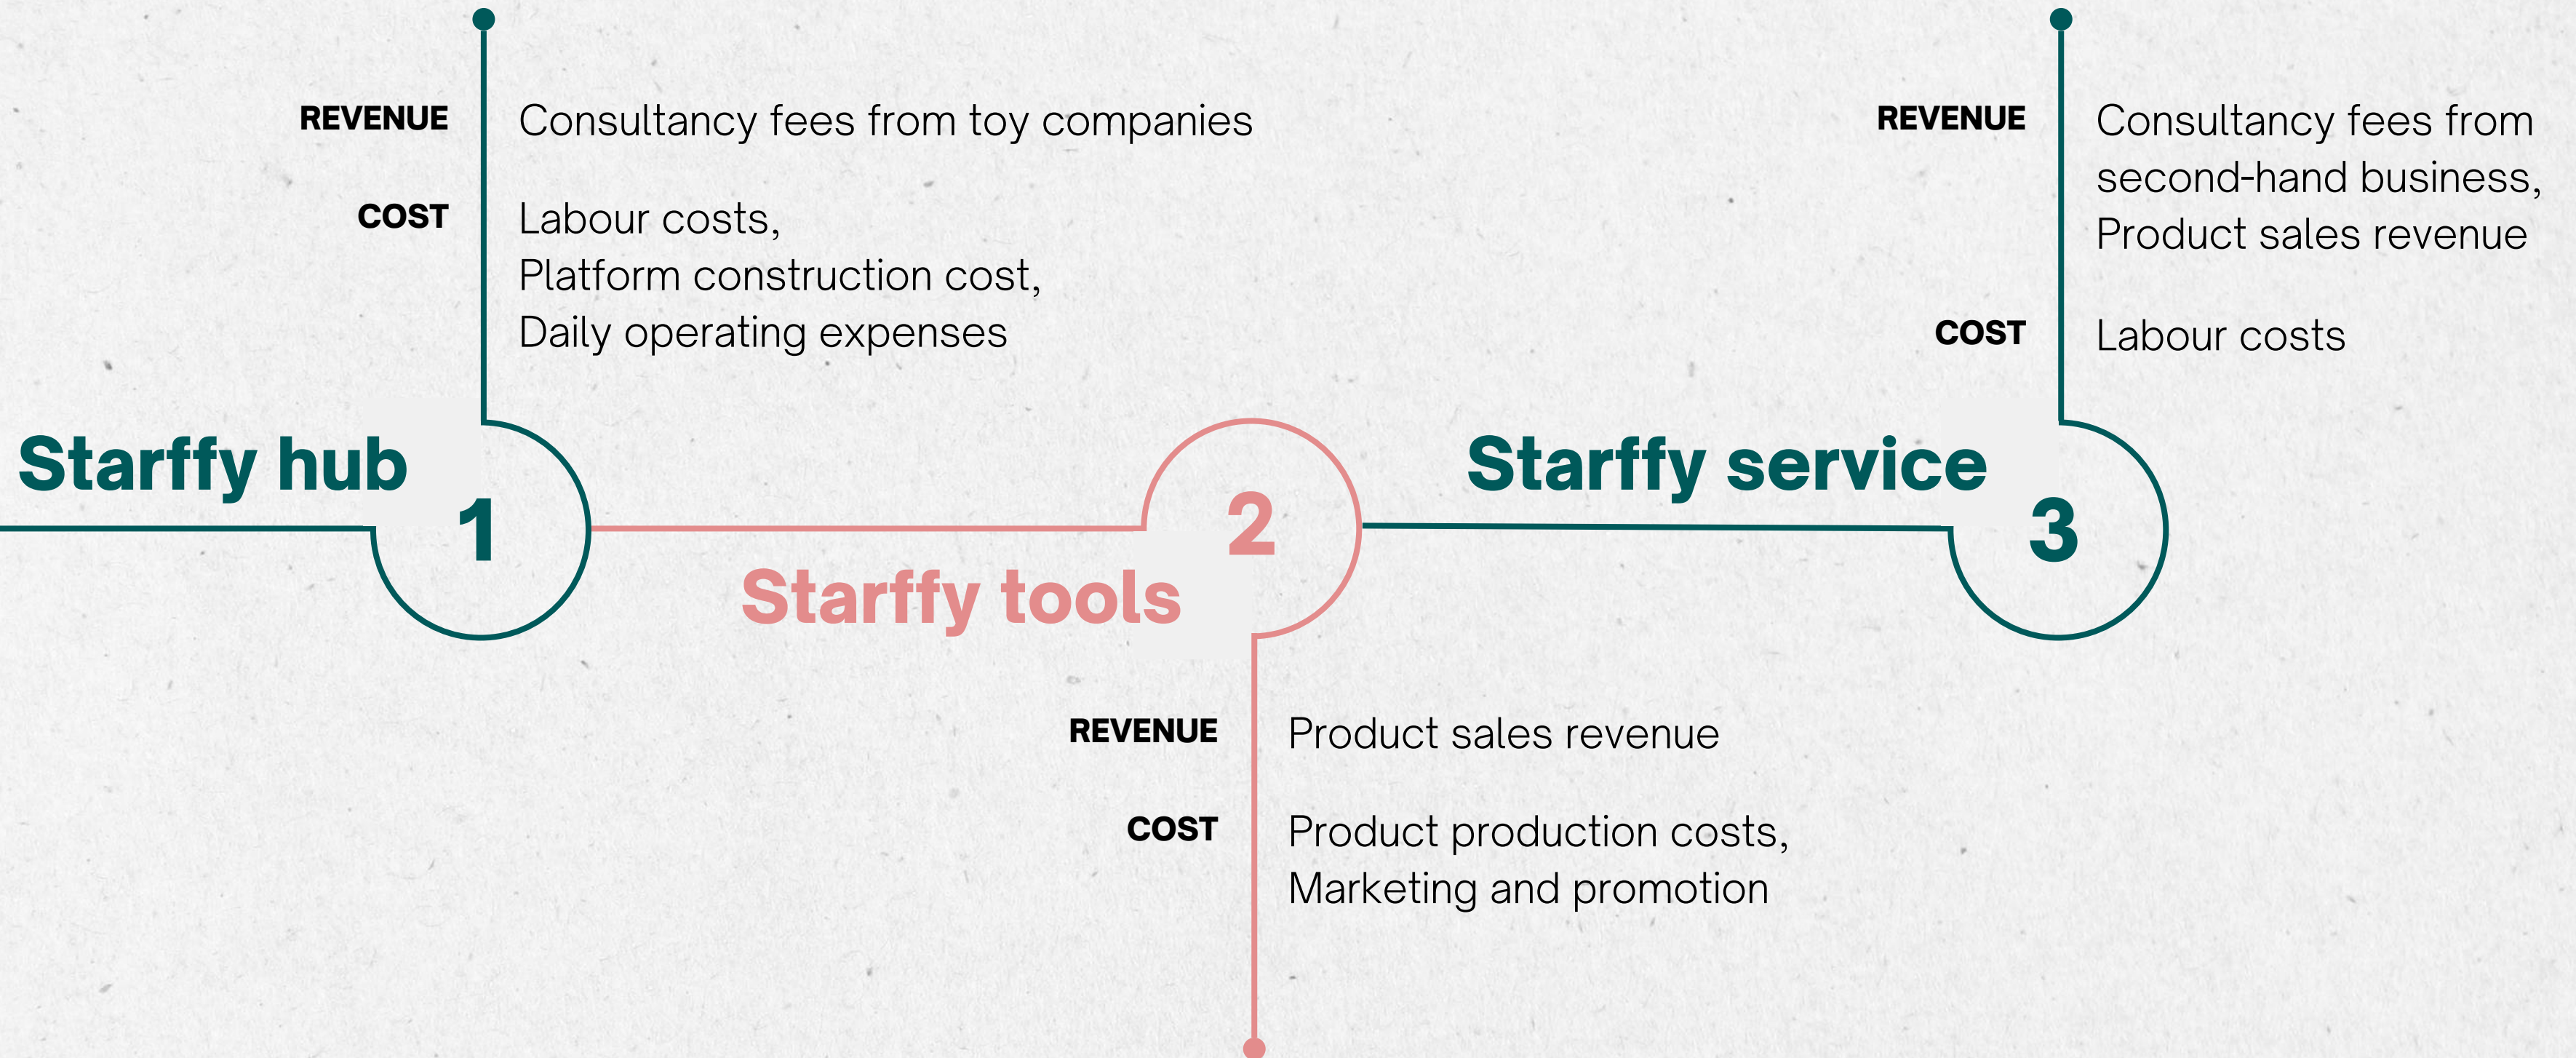 REVENUE
Consultancy fees from toy companies
COST
Labour costs,
Platform construction cost,
Daily operating expenses
Starffy hub
1
Starffy tools
2
REVENUE
Product sales revenue
COST
Product production costs,
Marketing and promotion
Starffy service
3
REVENUE
Consultancy fees from
second-hand business,
Product sales revenue
COST
Labour costs